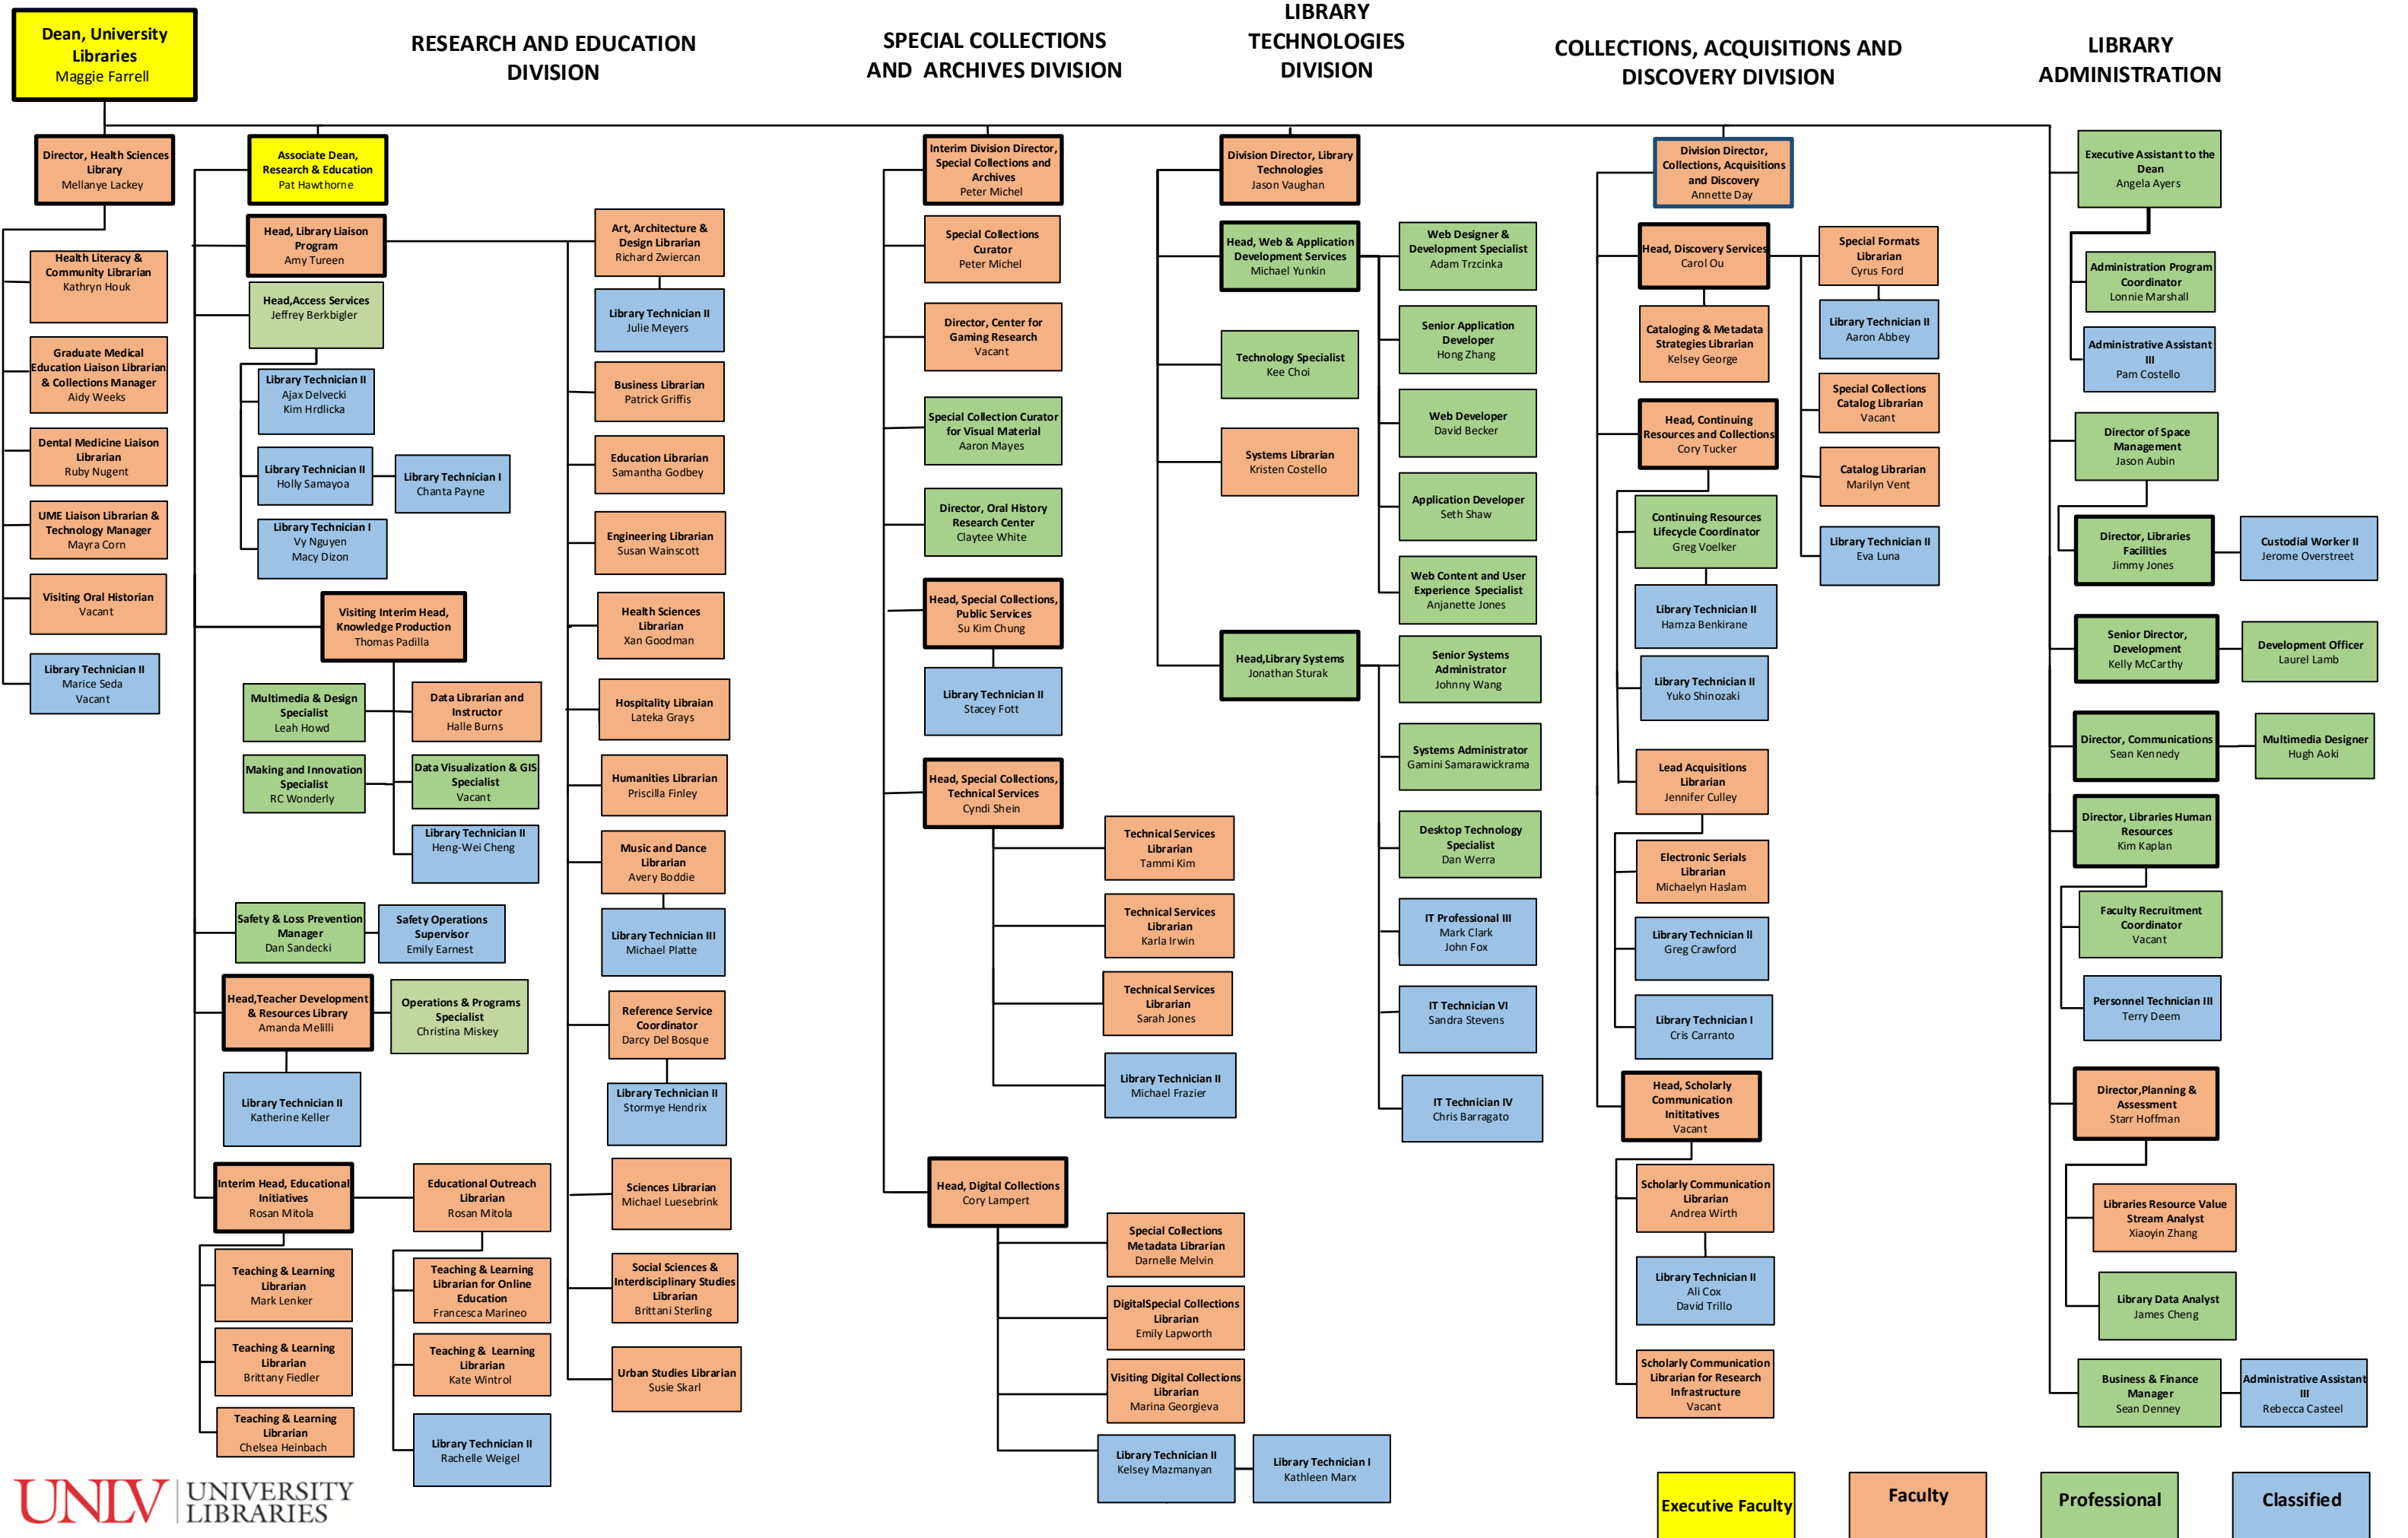 Dean, University
Libraries
Maggie Farrell
RESEARCH AND EDUCATION
DIVISION
SPECIAL COLLECTIONS
AND ARCHIVES DIVISION
LIBRARY
TECHNOLOGIES
DIVISION
COLLECTIONS, ACQUISITIONS AND
DISCOVERY DIVISION
LIBRARY
ADMINISTRATION
Director, Health Sciences
Library
Mellanye Lackey
Health Literacy &
Community Librarian
Kathryn Houk
Graduate Medical
Education Liaison Librarian
& Collections Manager
Aidy Weeks
Dental Medicine Liaison
Librarian
Ruby Nugent
UME Liaison Librarian &
Technology Manager
Mayra Corn
Visiting Oral Historian
Vacant
Library Technician II
Marice Seda
Vacant
Associate Dean,
Research & Education
Pat Hawthorne
Head, Library Liaison
Program
Amy Tureen
Head,Access Services
Jeffrey Berkbigler
Library Technician II
Ajax Delvecki
Kim Hrdlicka
Library Technician II
Holly Samayoa
Library Technician I
Chanta Payne
Library Technician I
Vy Nguyen
Macy Dizon
Visiting Interim Head,
Knowledge Production
Thomas Padilla
Multimedia & Design
Specialist
Leah Howd
Data Librarian and
Instructor
Halle Burns
Making and Innovation
Specialist
RC Wonderly
Data Visualization & GIS
Specialist
Vacant
Library Technician II
Heng-Wei Cheng
Safety & Loss Prevention
Manager
Dan Sandecki
Safety Operations
Supervisor
Emily Earnest
Head,Teacher Development
& Resources Library
Amanda Melilli
Operations & Programs
Specialist
Christina Miskey
Library Technician II
Katherine Keller
Interim Head, Educational
Initiatives
Rosan Mitola
Educational Outreach
Librarian
Rosan Mitola
Teaching & Learning
Librarian
Mark Lenker
Teaching & Learning
Librarian
Brittany Fiedler
Teaching & Learning
Librarian
Chelsea Heinbach
Teaching & Learning
Librarian for Online
Education
Francesca Marineo
Teaching & Learning
Librarian
Kate Wintrol
Library Technician II
Rachelle Weigel
Art, Architecture &
Design Librarian
Richard Zwiercan
Library Technician II
Julie Meyers
Business Librarian
Patrick Griffis
Education Librarian
Samantha Godbey
Engineering Librarian
Susan Wainscott
Health Sciences
Librarian
Xan Goodman
Hospitality Libraian
Lateka Grays
Humanities Librarian
Priscilla Finley
Music and Dance
Librarian
Avery Boddie
Library Technician III
Michael Platte
Reference Service
Coordinator
Darcy Del Bosque
Library Technician II
Stormye Hendrix
Sciences Librarian
Michael Luesebrink
Social Sciences &
Interdisciplinary Studies
Librarian
Brittani Sterling
Urban Studies Librarian
Susie Skarl
Interim Division Director,
Special Collections and
Archives
Peter Michel
Special Collections
Curator
Peter Michel
Director, Center for
Gaming Research
Vacant
Special Collection Curator
for Visual Material
Aaron Mayes
Director, Oral History
Research Center
Claytee White
Head, Special Collections,
Public Services
Su Kim Chung
Library Technician II
Stacey Fott
Head, Special Collections,
Technical Services
Cyndi Shein
Technical Services
Librarian
Tammi Kim
Technical Services
Librarian
Karla Irwin
Technical Services
Librarian
Sarah Jones
Library Technician II
Michael Frazier
Head, Digital Collections
Cory Lampert
Special Collections
Metadata Librarian
Darnelle Melvin
DigitalSpecial Collections
Librarian
Emily Lapworth
Visiting Digital Collections
Librarian
Marina Georgieva
Library Technician II
Kelsey Mazmanyan
Library Technician I
Kathleen Marx
Division Director, Library
Technologies
Jason Vaughan
Head, Web & Application
Development Services
Michael Yunkin
Technology Specialist
Kee Choi
Systems Librarian
Kristen Costello
Head,Library Systems
Jonathan Sturak
Web Designer &
Development Specialist
Adam Trzcinka
Senior Application
Developer
Hong Zhang
Web Developer
David Becker
Application Developer
Seth Shaw
Web Content and User
Experience Specialist
Anjanette Jones
Senior Systems
Administrator
Johnny Wang
Systems Administrator
Gamini Samarawickrama
Desktop Technology
Specialist
Dan Werra
IT Professional III
Mark Clark
John Fox
IT Technician VI
Sandra Stevens
IT Technician IV
Chris Barragato
Division Director,
Collections, Acquisitions
and Discovery
Annette Day
Head, Discovery Services
Carol Ou
Cataloging & Metadata
Strategies Librarian
Kelsey George
Special Formats
Librarian
Cyrus Ford
Library Technician II
Aaron Abbey
Special Collections
Catalog Librarian
Vacant
Catalog Librarian
Marilyn Vent
Library Technician II
Eva Luna
Head, Continuing
Resources and Collections
Cory Tucker
Continuing Resources
Lifecycle Coordinator
Greg Voelker
Library Technician II
Hamza Benkirane
Library Technician II
Yuko Shinozaki
Lead Acquisitions
Librarian
Jennifer Culley
Electronic Serials
Librarian
Michaelyn Haslam
Library Technician II
Greg Crawford
Library Technician I
Cris Carranto
Head, Scholarly
Communication
Inititatives
Vacant
Scholarly Communication
Librarian
Andrea Wirth
Library Technician II
Ali Cox
David Trillo
Scholarly Communication
Librarian for Research
Infrastructure
Vacant
Executive Assistant to the
Dean
Angela Ayers
Administration Program
Coordinator
Lonnie Marshall
Administrative Assistant
III
Pam Costello
Director of Space
Management
Jason Aubin
Director, Libraries
Facilities
Jimmy Jones
Custodial Worker II
Jerome Overstreet
Senior Director,
Development
Kelly McCarthy
Development Officer
Laurel Lamb
Director, Communications
Sean Kennedy
Multimedia Designer
Hugh Aoki
Director, Libraries Human
Resources
Kim Kaplan
Faculty Recruitment
Coordinator
Vacant
Personnel Technician III
Terry Deem
Director,Planning &
Assessment
Starr Hoffman
Libraries Resource Value
Stream Analyst
Xiaoyin Zhang
Library Data Analyst
James Cheng
Business & Finance
Manager
Sean Denney
Administrative Assistant
III
Rebecca Casteel
UNLV UNIVERSITY
LIBRARIES
Executive Faculty
Faculty
Professional
Classified